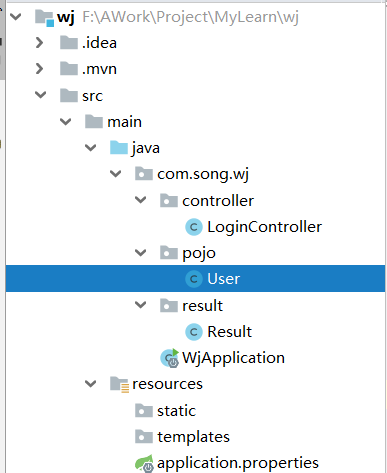 wj F:\AWork\Project\MyLearn\wj
.idea
.mvn
src
main
java
com.song.wj
controller
LoginController
pojo
User
result
Result
WjApplication
resources
static
templates
application.properties